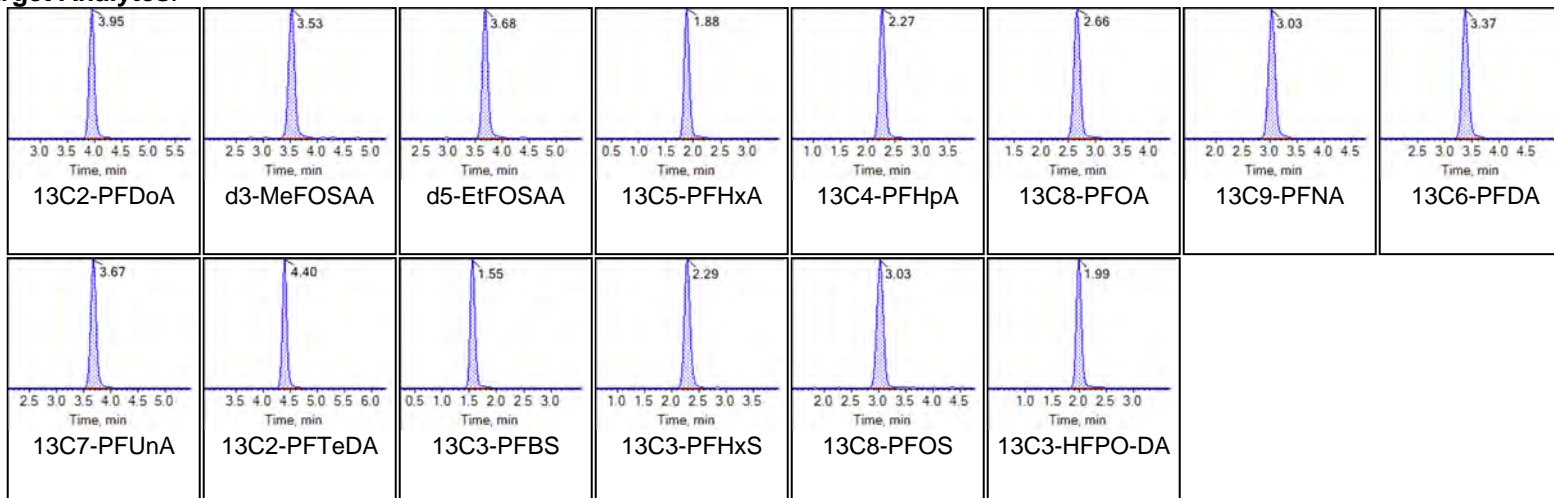 rget Analytes:
3.95 3.53 3.68 1.88 2.27 2.66 3.03 3.37
3.0 3.5 4.0 4.5 5.0 5.5 2.5 3.0 3.5 4.0 4.5 5.0 2.5 3.0 3.5 4.0 4.5 5.0 0.5 1.0 1.5 2.0 2.5 3.0 1.0 1.5 2.0 2.5 3.0 3.5 1.5 2.0 2.5 3.0 3.5 4.0 2.0 2.5 3.0 3.5 4.0 4.5 2.5 3.0 3.5 4.0 4.5
Time, min Time, min Time, min Time, min Time, min Time, min Time, min Time, min
13C2-PFDoA d3-MeFOSAA d5-EtFOSAA 13C5-PFHxA 13C4-PFHpA 13C8-PFOA 13C9-PFNA 13C6-PFDA
3.67 4.40 1.55 2.29 3.03 1.99
2.5 3.0 3.5 4.0 4.5 5.0 3.5 4.0 4.5 5.0 5.5 6.0 0.5 1.0 1.5 2.0 2.5 3.0 1.0 1.5 2.0 2.5 3.0 3.5 2.0 2.5 3.0 3.5 4.0 4.5 1.0 1.5 2.0 2.5 3.0
Time, min Time, min Time, min Time, min Time, min Time, min
13C7-PFUnA 13C2-PFTeDA 13C3-PFBS 13C3-PFHxS 13C8-PFOS 13C3-HFPO-DA